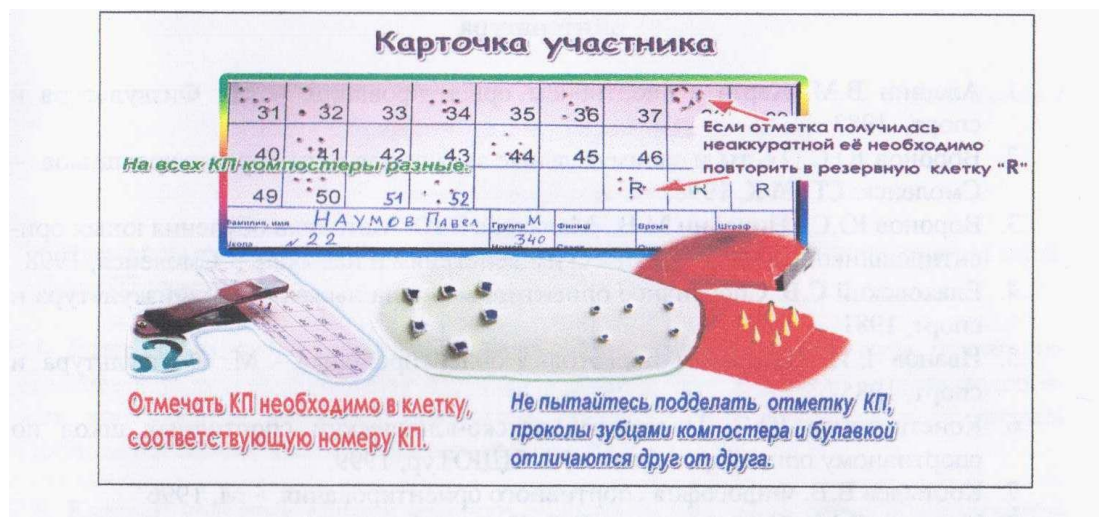 Карточка участника
31 32 33 34 35 36 37
Если отметка получилась
неаккуратной её необходимо
повторить в резервную клетку "R"
40 41 42 43 44 45 46
На всех КП компостеры разные.
49 50 51 52 R R R
Фамилия, имя НАУМОВ ПАВЕЛ Группа М Финиш Время Штраф
Школа № 22 340
52
Отмечать КП необходимо в клетку,
соответствующую номеру КП.
Не пытайтесь подделать отметку КП,
проколы зубцами компостера и булавкой
отличаются друг от друга.